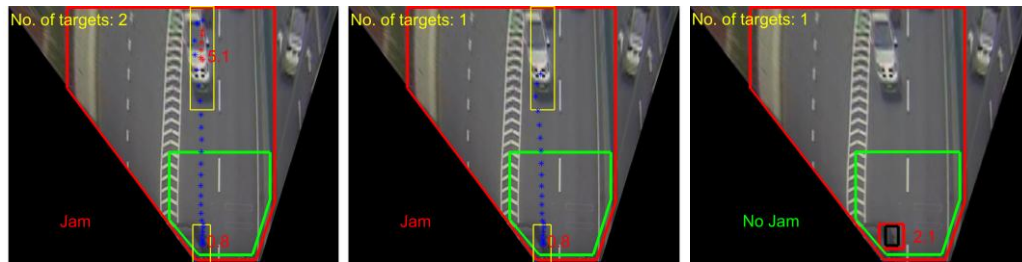 No. of targets: 2
5.1
Jam
0.8
No. of targets: 1
Jam
0.8
No. of targets: 1
No Jam
2.1